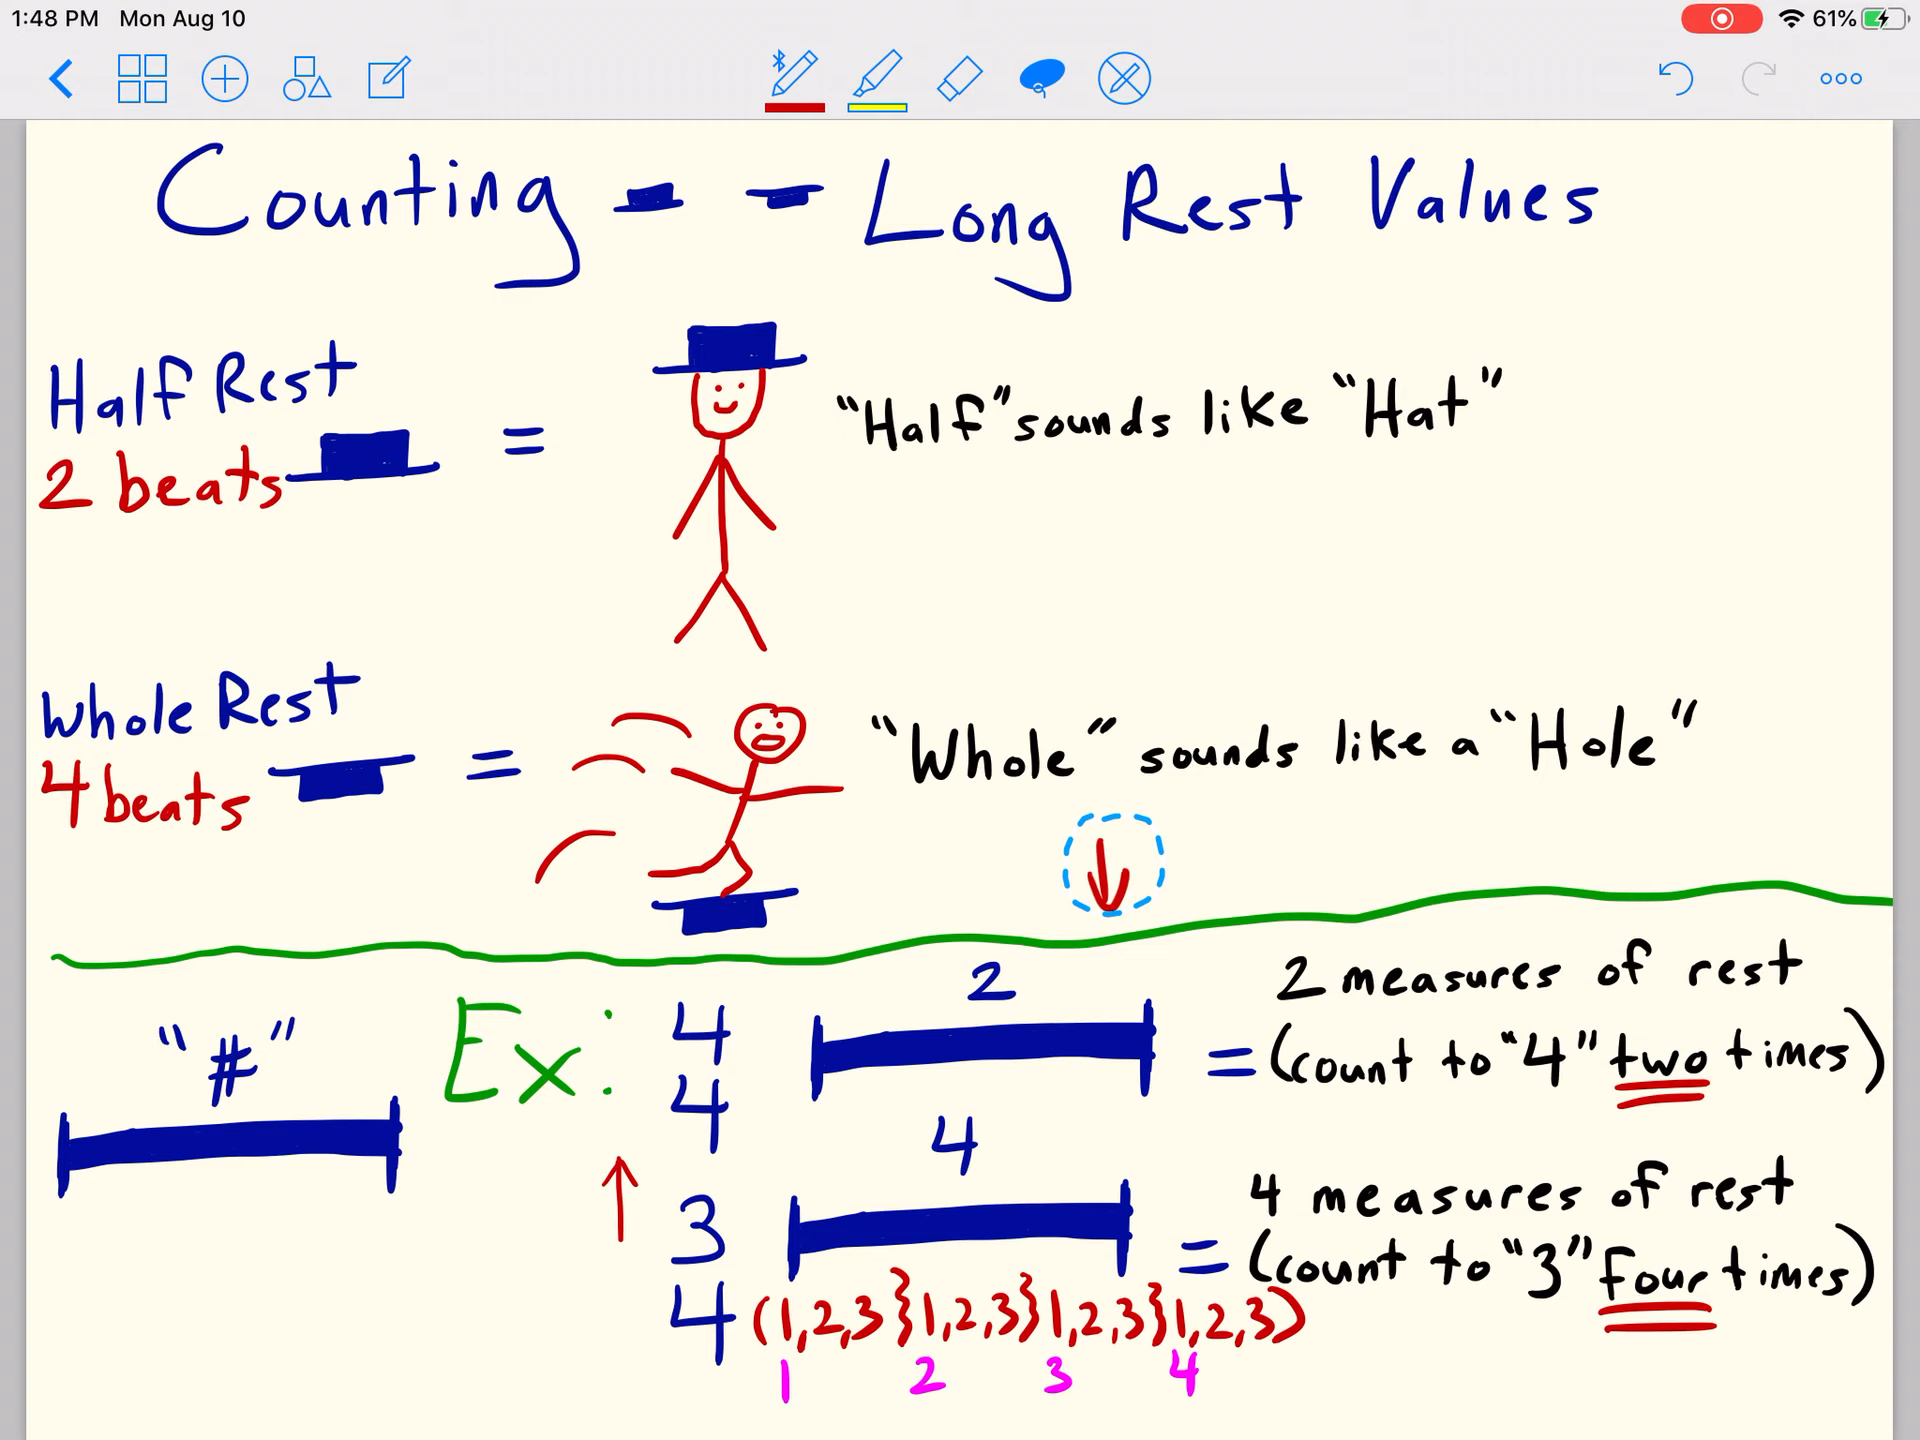 1:48 PM Mon Aug 10
61%
Counting Long Rest Values
Half Rest
2 beats
=
"Half" sounds like "Hat"
Whole Rest
4 beats
=
"Whole" sounds like a "Hole"
"#"
Ex:
4
4
2
= 2 measures of rest
(count to "4" two times)
3
4
4
= 4 measures of rest
(count to "3" four times)
(1,2,3}1,2,3}1,2,3}1,2,3)
1 2 3 4